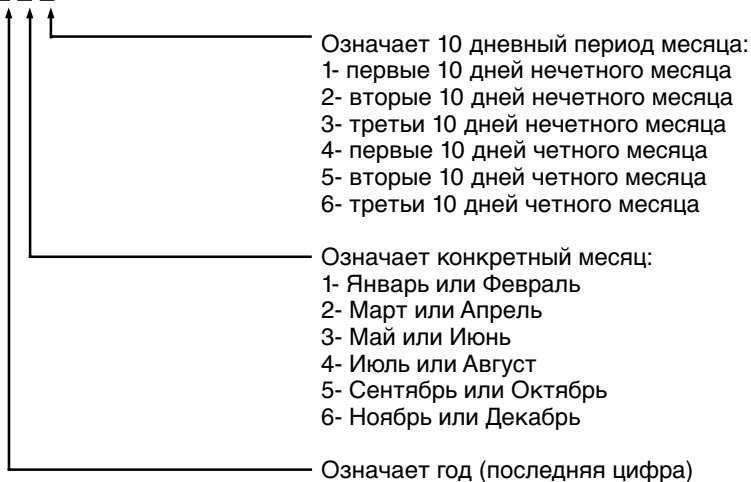 Означает 10 дневный период месяца:
1- первые 10 дней нечетного месяца
2- вторые 10 дней нечетного месяца
3- третьи 10 дней нечетного месяца
4- первые 10 дней четного месяца
5- вторые 10 дней четного месяца
6- третьи 10 дней четного месяца
Означает конкретный месяц:
1- Январь или Февраль
2- Март или Апрель
3- Май или Июнь
4- Июль или Август
5- Сентябрь или Октябрь
6- Ноябрь или Декабрь
Означает год (последняя цифра)